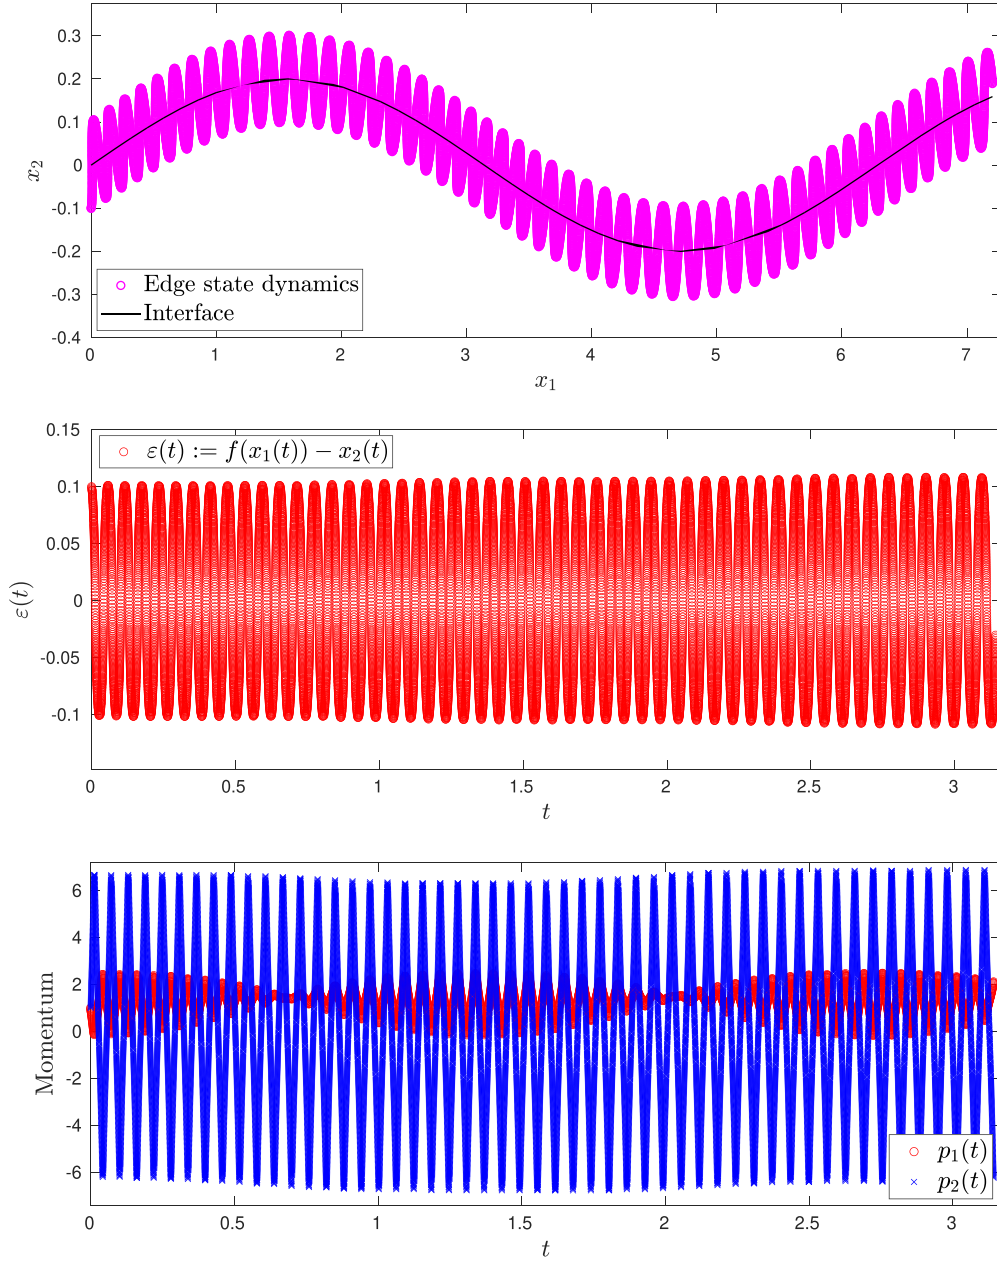 0.3
0.2
0.1
0
-0.1
-0.2
-0.3
-0.4
x₂
Edge state dynamics
Interface
0 1 2 3 4 5 6 7
x₁
0.15
0.1
0.05
0
-0.05
-0.1
ε(t)
ε(t) := f(x₁(t)) − x₂(t)
0 0.5 1 1.5 2 2.5 3
t
6
4
2
0
-2
-4
-6
Momentum
p₁(t)
p₂(t)
0 0.5 1 1.5 2 2.5 3
t